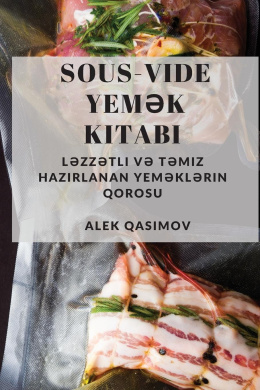 SOUS-VIDE
YEMƏK
KITABI
LƏZZƏTLI VƏ TƏMIZ
HAZIRLANAN YEMƏKLƏRIN
QOROSU
ALEK QASIMOV